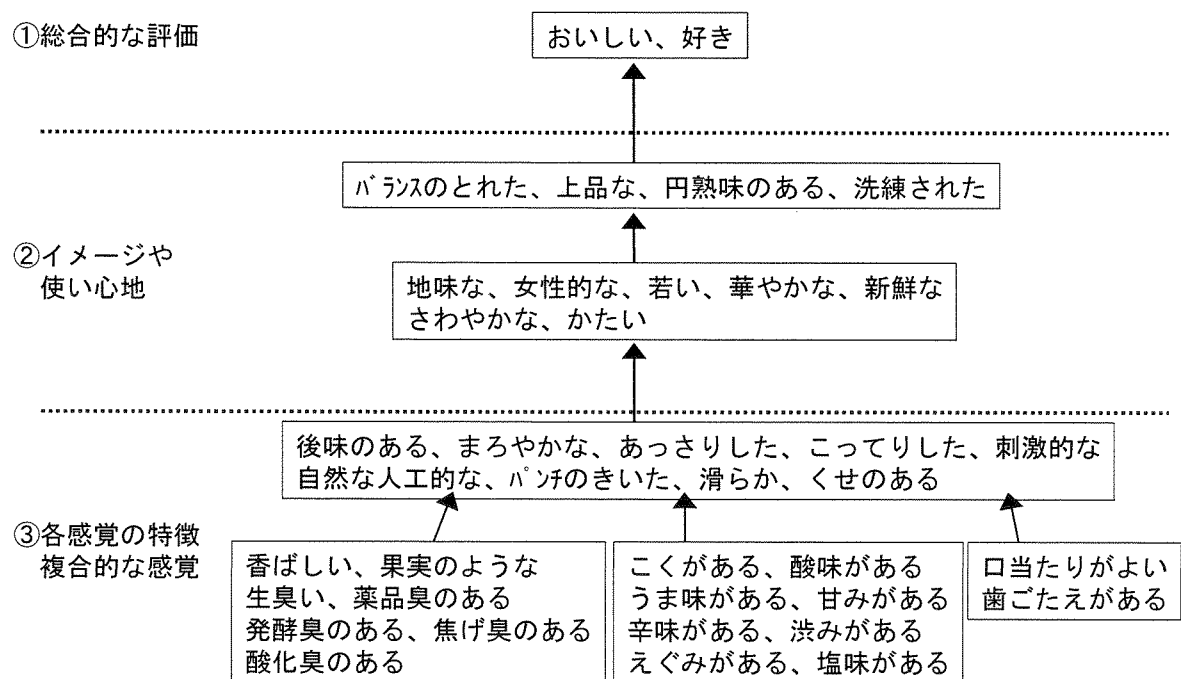 ①総合的な評価
おいしい、好き
バランスのとれた、上品な、円熟味のある、洗練された
②イメージや
使い心地
地味な、女性的な、若い、華やかな、新鮮な
さわやかな、かたい
後味のある、まろやかな、あっさりした、こってりした、刺激的な
自然な人工的な、パンチのきいた、滑らか、くせのある
③各感覚の特徴
複合的な感覚
香ばしい、果実のような
生臭い、薬品臭のある
発酵臭のある、焦げ臭のある
酸化臭のある
こくがある、酸味がある
うま味がある、甘みがある
辛味がある、渋みがある
えぐみがある、塩味がある
口当たりがよい
歯ごたえがある